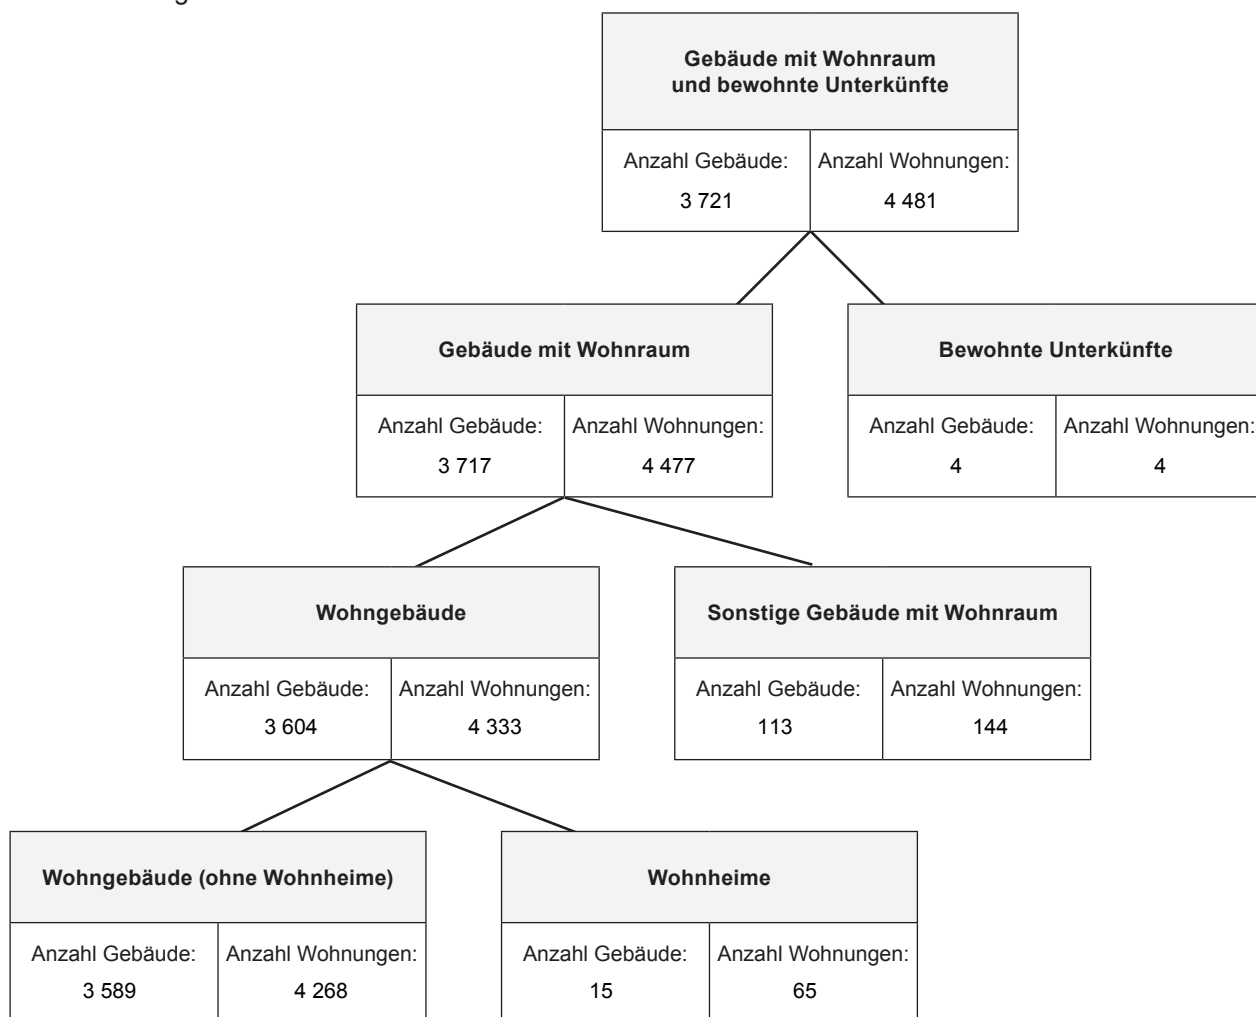 Gebäude mit Wohnraum
und bewohnte Unterkünfte
Anzahl Gebäude: Anzahl Wohnungen:
3 721 4 481
Gebäude mit Wohnraum Bewohnte Unterkünfte
Anzahl Gebäude: Anzahl Wohnungen: Anzahl Gebäude: Anzahl Wohnungen:
3 717 4 477 4 4
Wohngebäude Sonstige Gebäude mit Wohnraum
Anzahl Gebäude: Anzahl Wohnungen: Anzahl Gebäude: Anzahl Wohnungen:
3 604 4 333 113 144
Wohngebäude (ohne Wohnheime) Wohnheime
Anzahl Gebäude: Anzahl Wohnungen: Anzahl Gebäude: Anzahl Wohnungen:
3 589 4 268 15 65